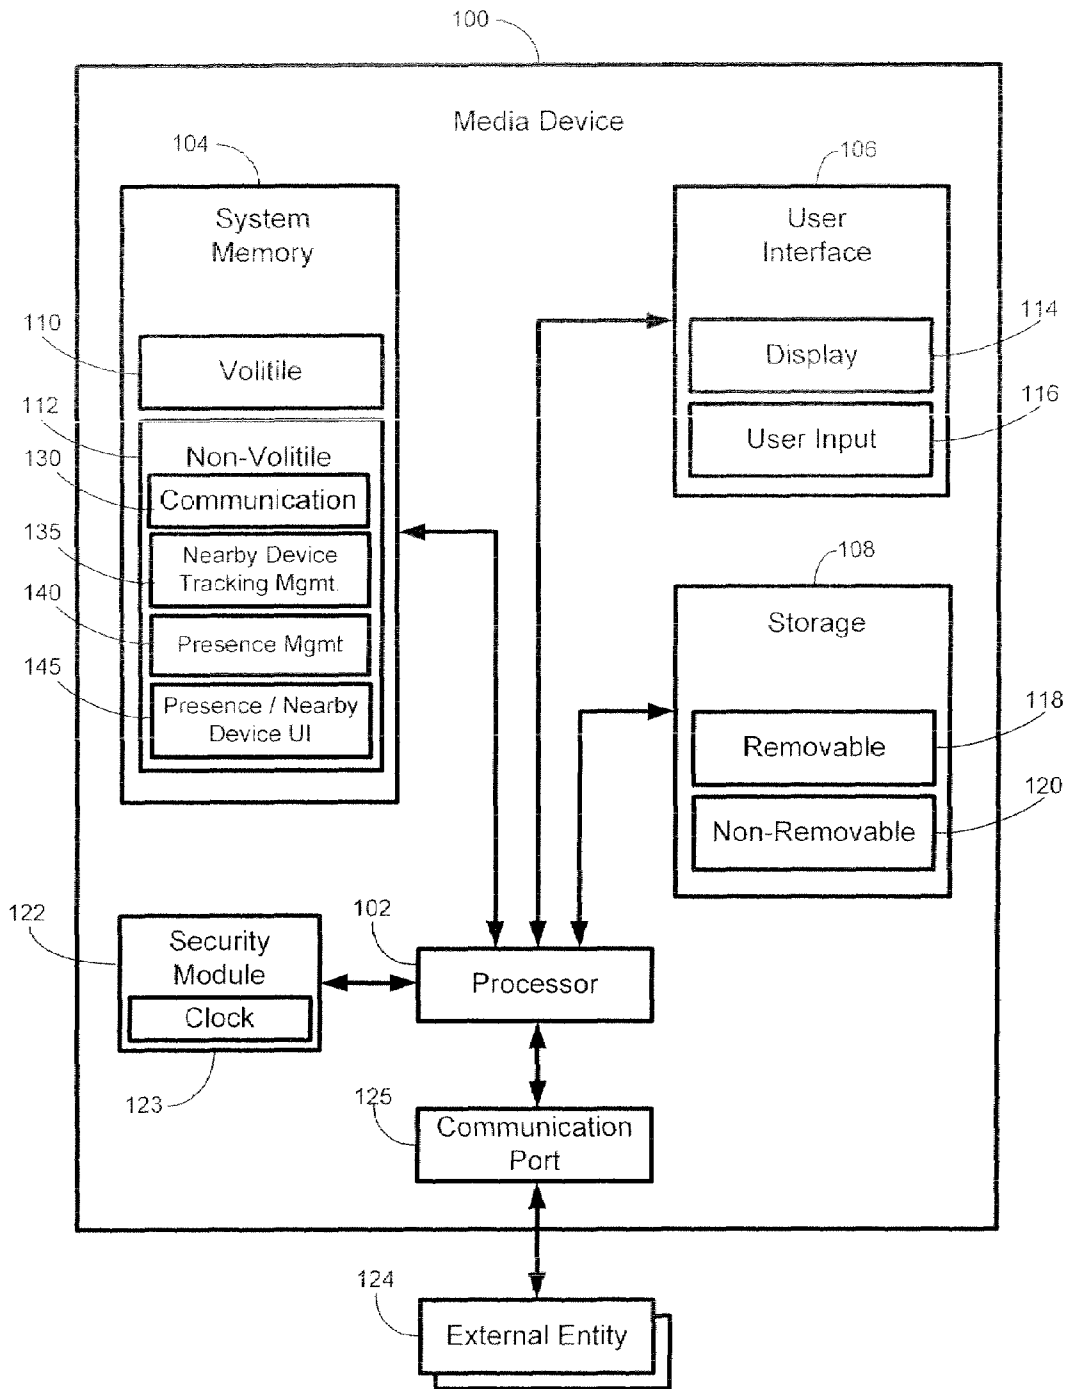 100
Media Device
104
System
Memory
110
Volitile
112
Non-Volitile
130
Communication
135
Nearby Device
Tracking Mgmt.
140
Presence Mgmt
145
Presence / Nearby
Device UI
106
User
Interface
114
Display
116
User Input
108
Storage
118
Removable
120
Non-Removable
122
Security
Module
Clock
123
102
Processor
125
Communication
Port
124
External Entity